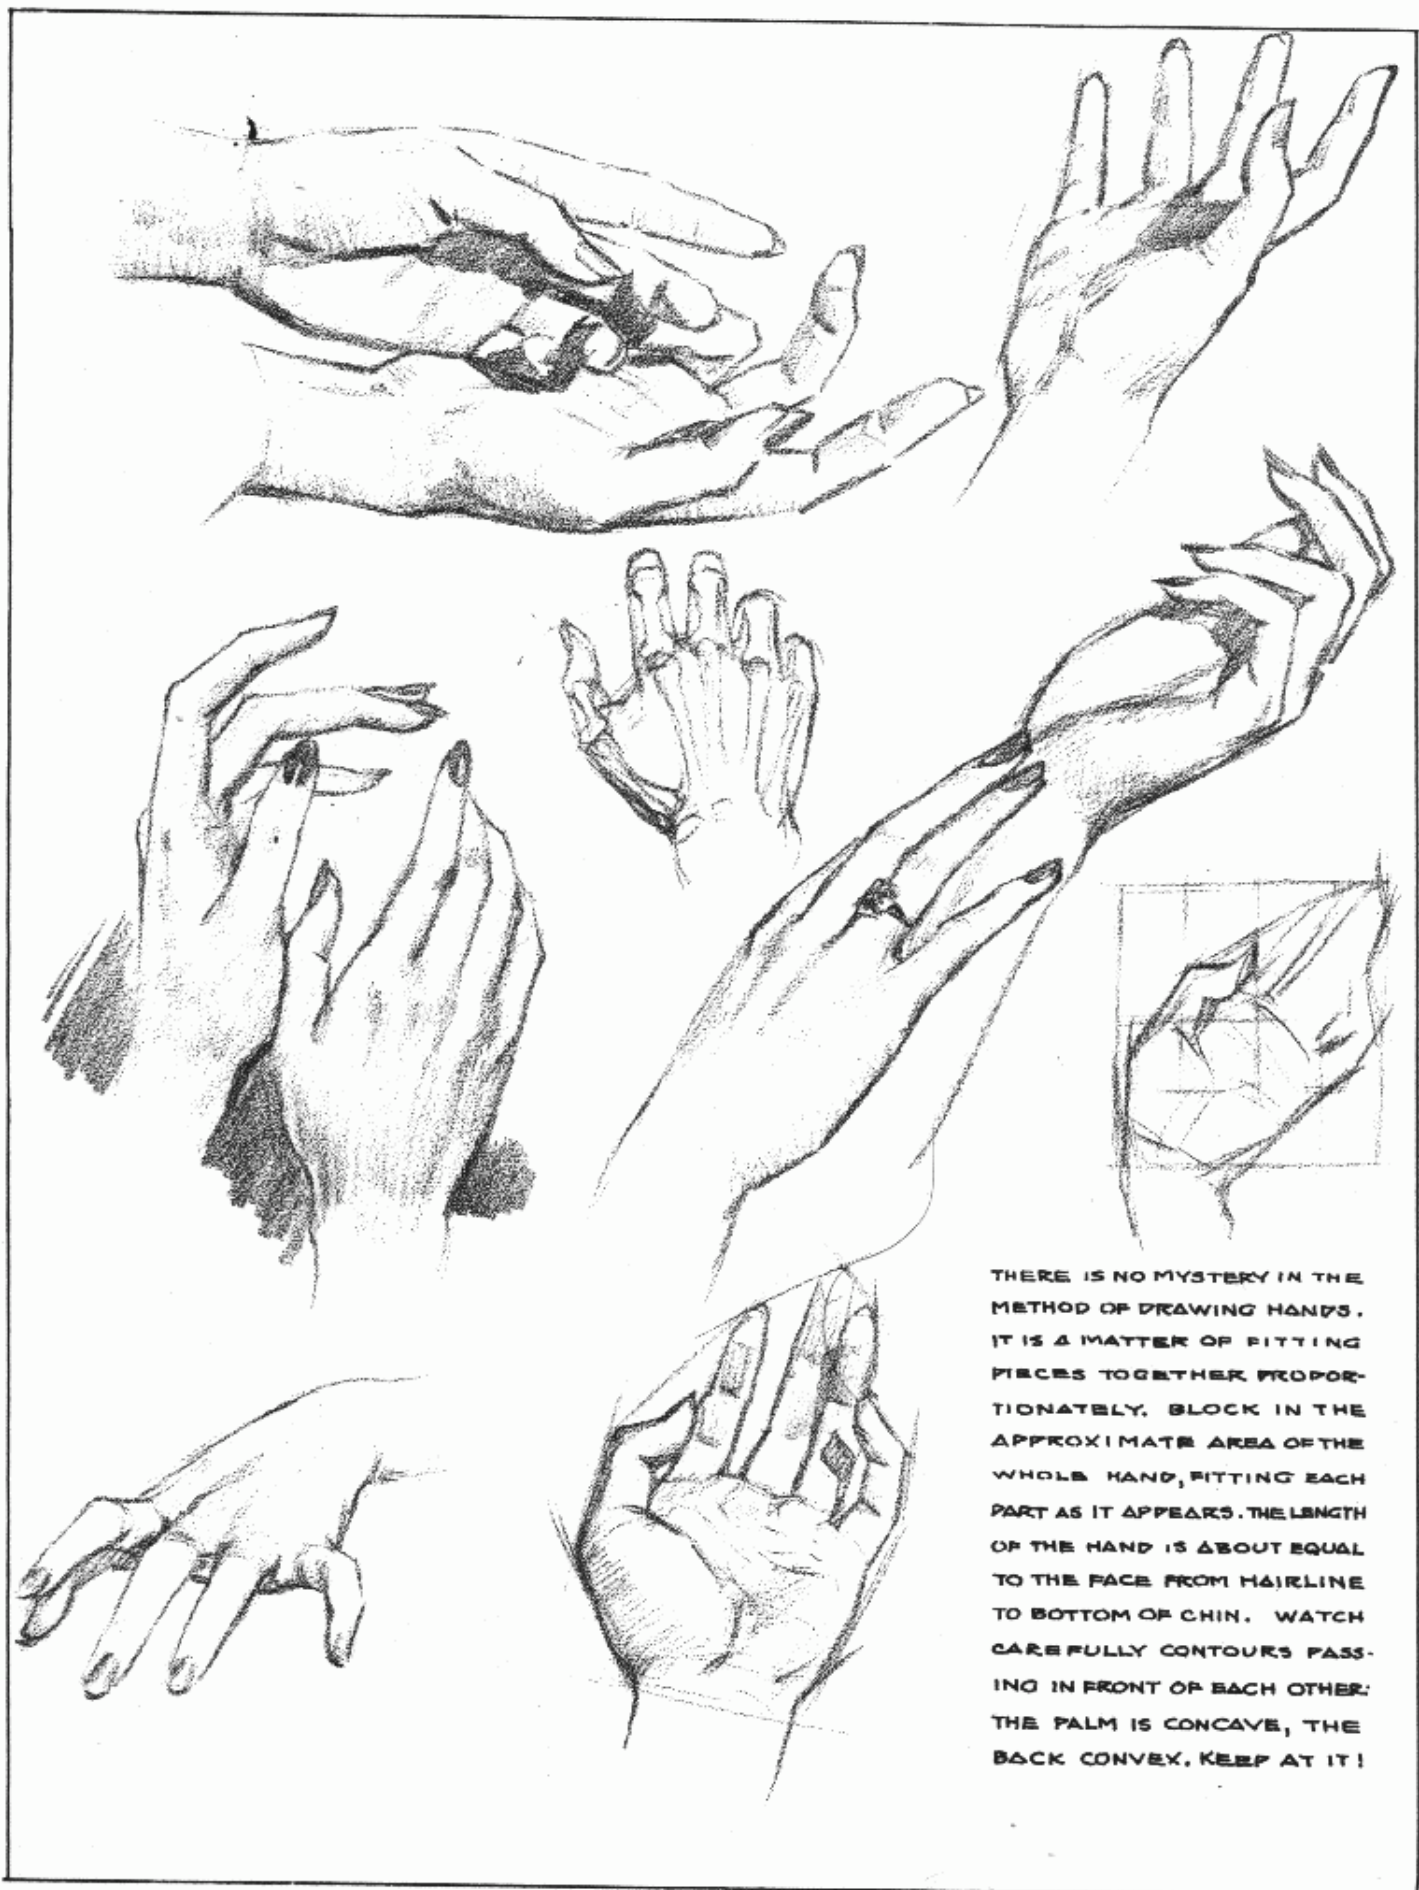 THERE IS NO MYSTERY IN THE
METHOD OF DRAWING HANDS.
IT IS A MATTER OF FITTING
PIECES TOGETHER PROPOR-
TIONATELY. BLOCK IN THE
APPROXIMATE AREA OF THE
WHOLE HAND, FITTING EACH
PART AS IT APPEARS. THE LENGTH
OF THE HAND IS ABOUT EQUAL
TO THE FACE FROM HAIRLINE
TO BOTTOM OF CHIN. WATCH
CAREFULLY CONTOURS PASS-
ING IN FRONT OF EACH OTHER.
THE PALM IS CONCAVE, THE
BACK CONVEX. KEEP AT IT!